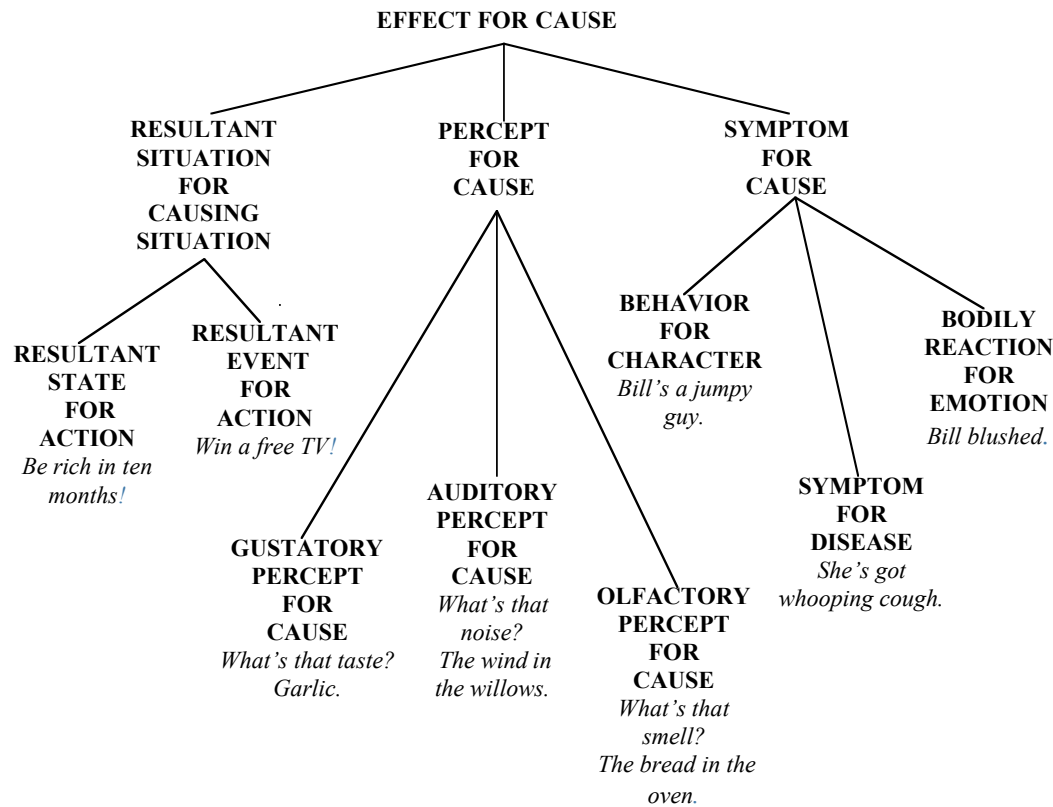 EFFECT FOR CAUSE
RESULTANT
SITUATION
FOR
CAUSING
SITUATION
PERCEPT
FOR
CAUSE
SYMPTOM
FOR
CAUSE
RESULTANT
STATE
FOR
ACTION
Be rich in ten
months!
RESULTANT
EVENT
FOR
ACTION
Win a free TV!
GUSTATORY
PERCEPT
FOR
CAUSE
What's that taste?
Garlic.
AUDITORY
PERCEPT
FOR
CAUSE
What's that
noise?
The wind in
the willows.
OLFACTORY
PERCEPT
FOR
CAUSE
What's that
smell?
The bread in the
oven.
BEHAVIOR
FOR
CHARACTER
Bill's a jumpy
guy.
SYMPTOM
FOR
DISEASE
She's got
whooping cough.
BODILY
REACTION
FOR
EMOTION
Bill blushed.